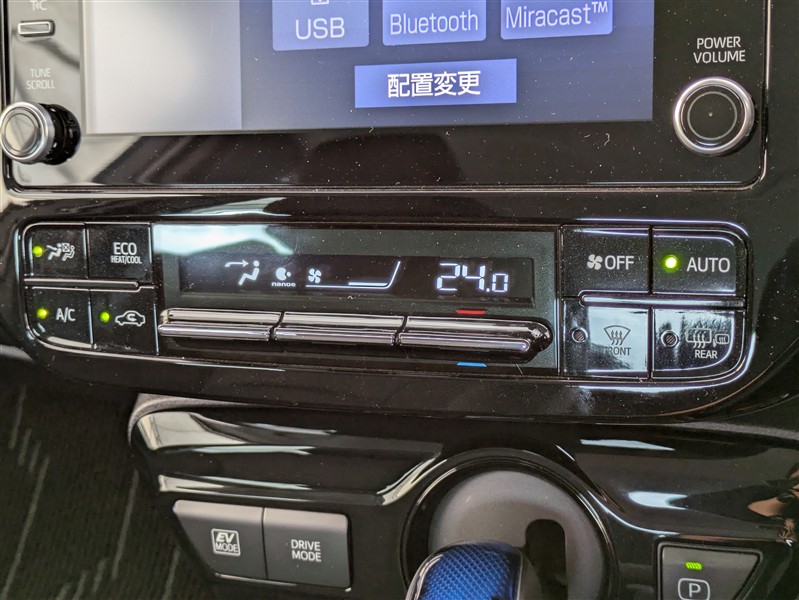 TRC
USB
Bluetooth
Miracast™
配置変更
TUNE
SCROLL
POWER
VOLUME
ECO
HEAT/COOL
A/C
nanoe
24.0
OFF
AUTO
FRONT
REAR
EV
MODE
DRIVE
MODE
P